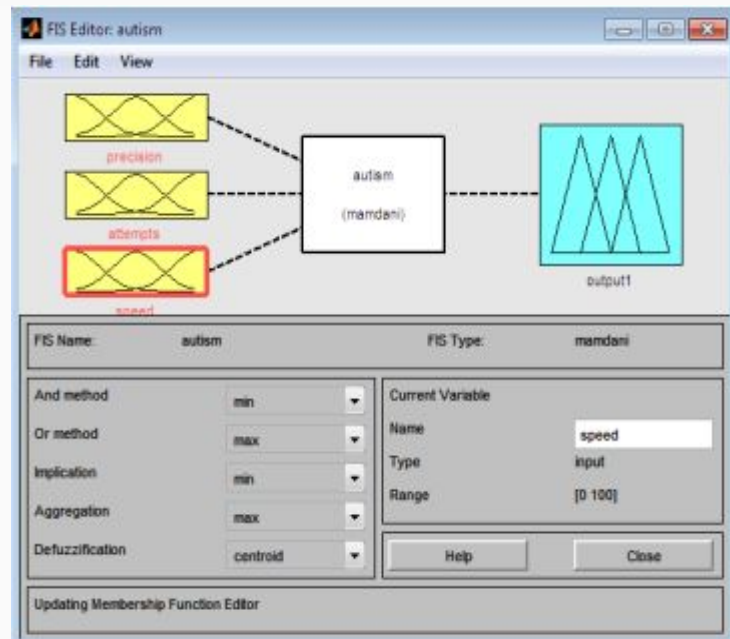 FIS Editor: autism
File Edit View
precision
attempts
speed
autism
(mamdani)
output1
FIS Name: autism FIS Type: mamdani
And method min
Or method max
Implication min
Aggregation max
Defuzzification centroid
Current Variable
Name speed
Type input
Range [0 100]
Help Close
Updating Membership Function Editor